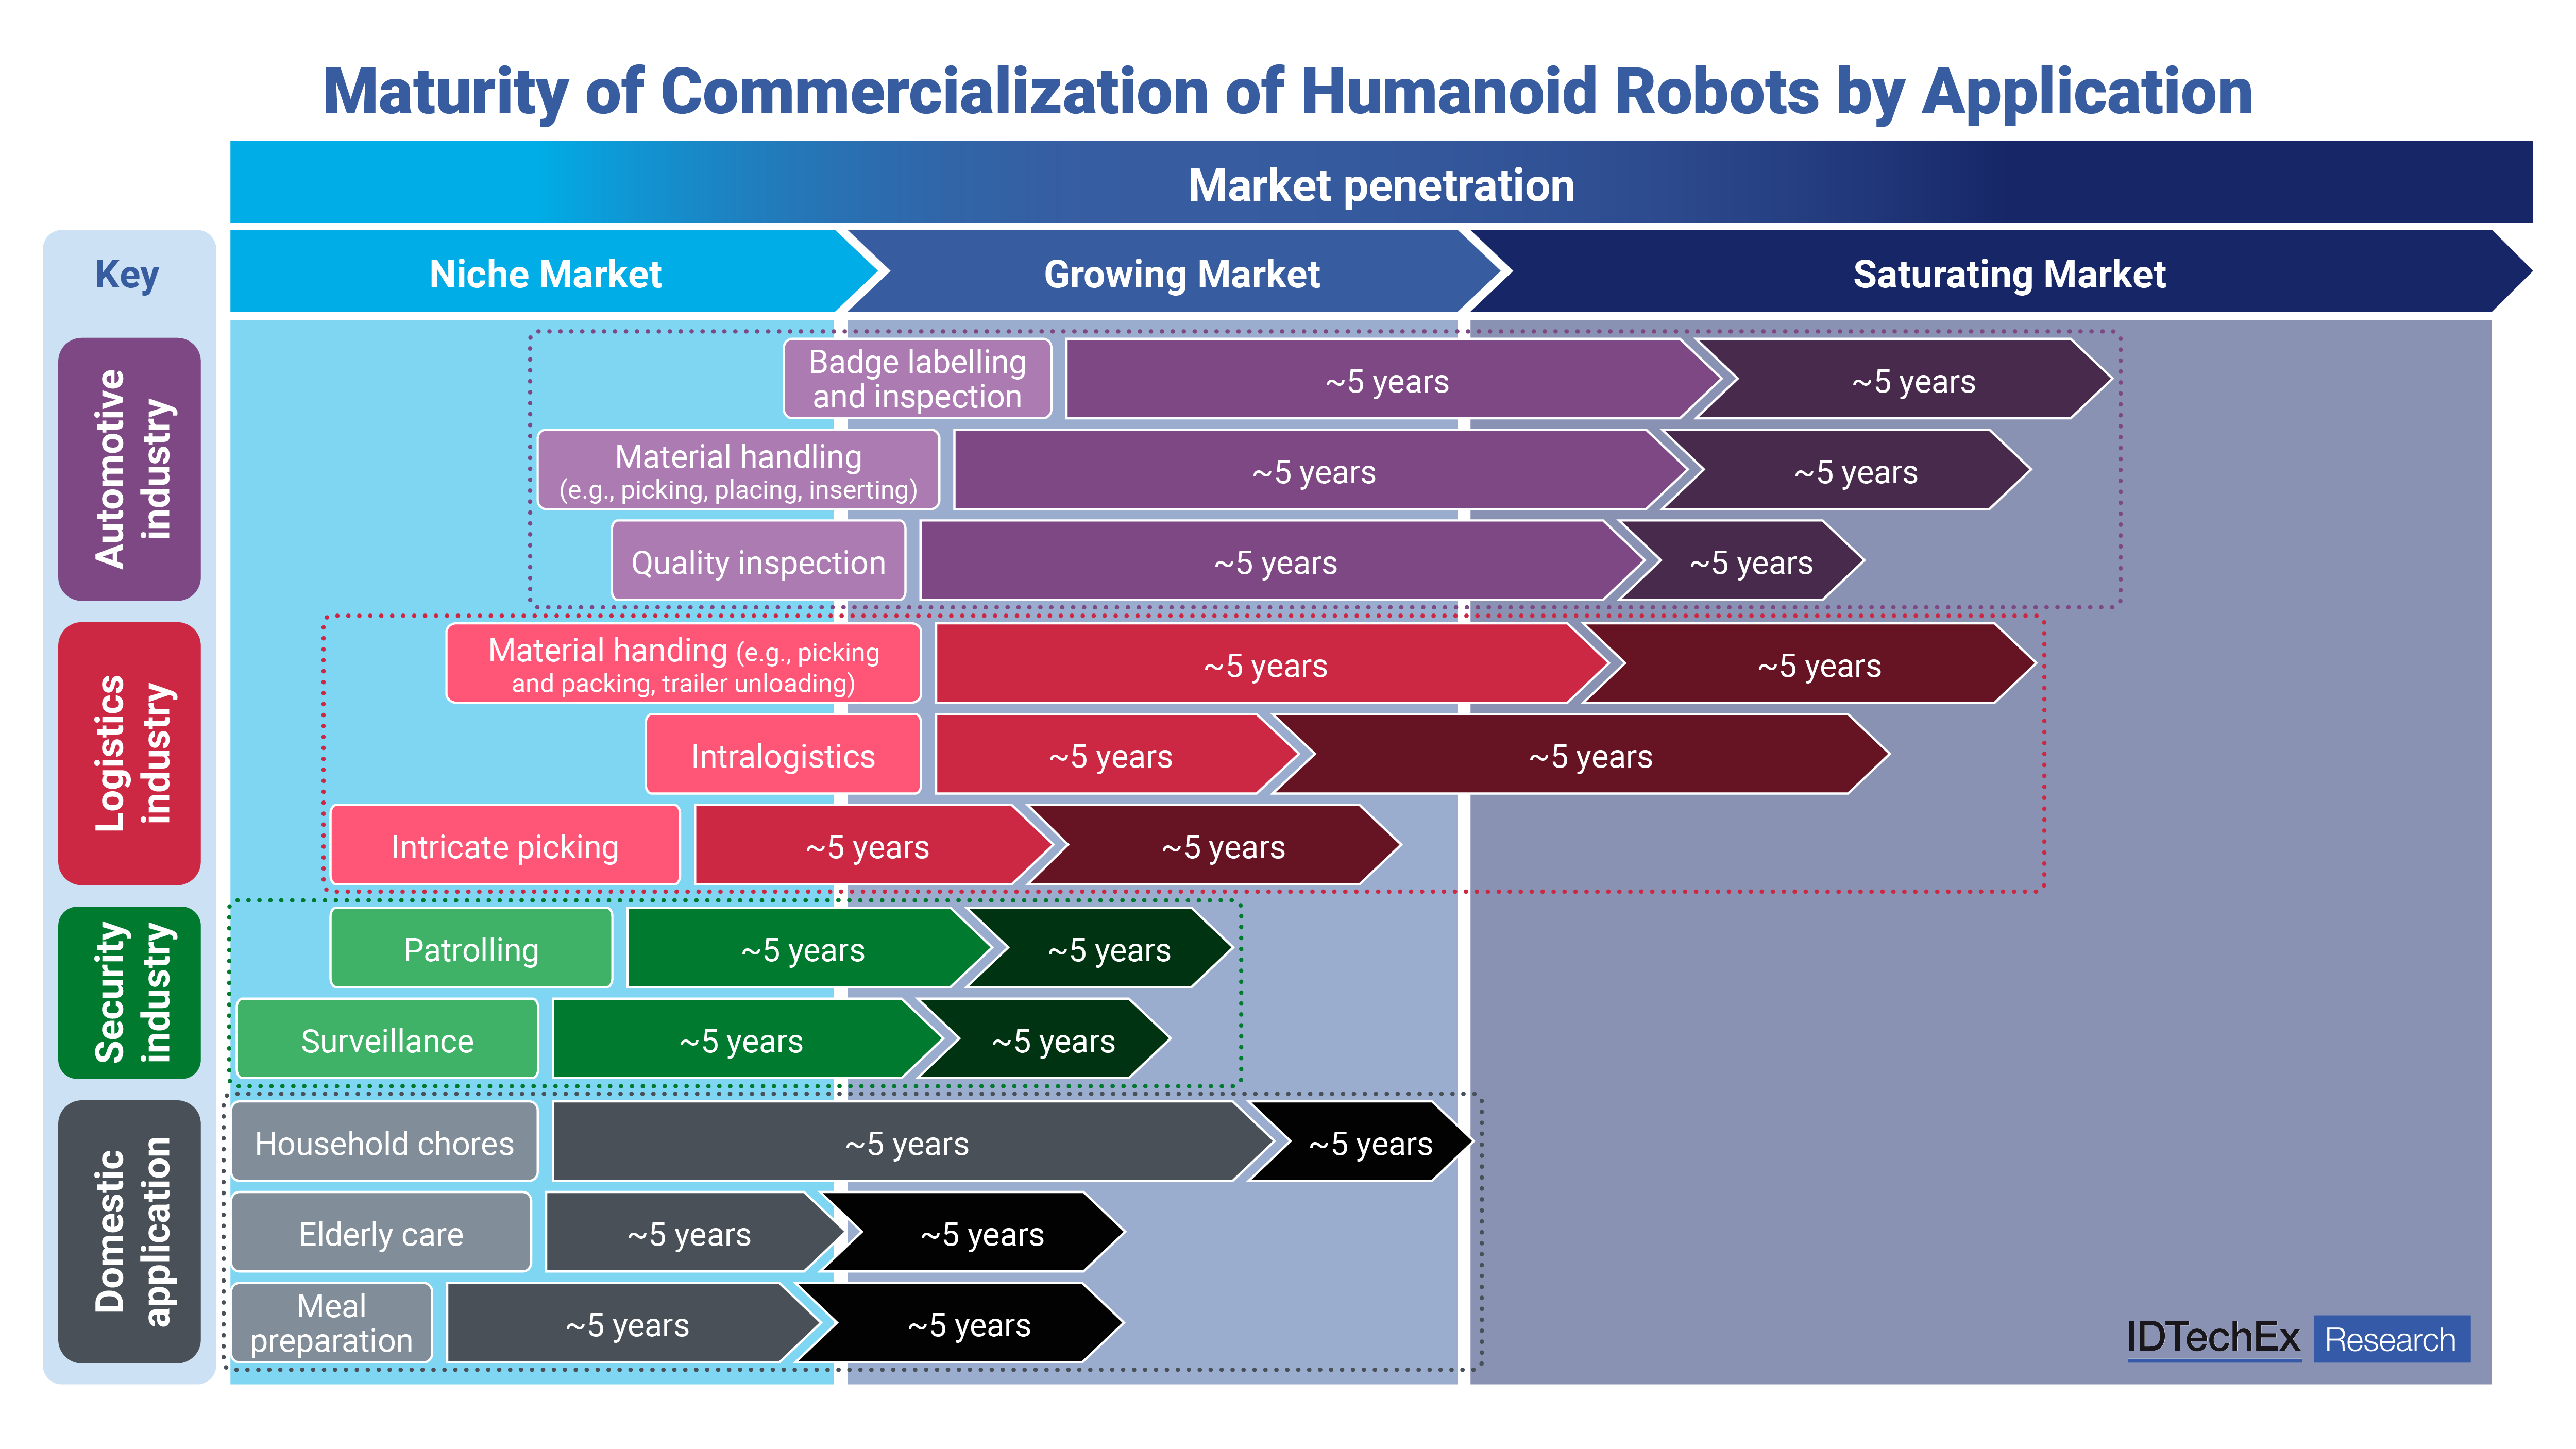 Maturity of Commercialization of Humanoid Robots by Application
Market penetration
Key
Niche Market
Growing Market
Saturating Market
Automotive
industry
Badge labelling
and inspection
~5 years
~5 years
Material handling
(e.g., picking, placing, inserting)
~5 years
~5 years
Quality inspection
~5 years
~5 years
Logistics
industry
Material handing (e.g., picking
and packing, trailer unloading)
~5 years
~5 years
Intralogistics
~5 years
~5 years
Intricate picking
~5 years
~5 years
Security
industry
Patrolling
~5 years
~5 years
Surveillance
~5 years
~5 years
Domestic
application
Household chores
~5 years
~5 years
Elderly care
~5 years
~5 years
Meal
preparation
~5 years
~5 years
IDTechEx Research